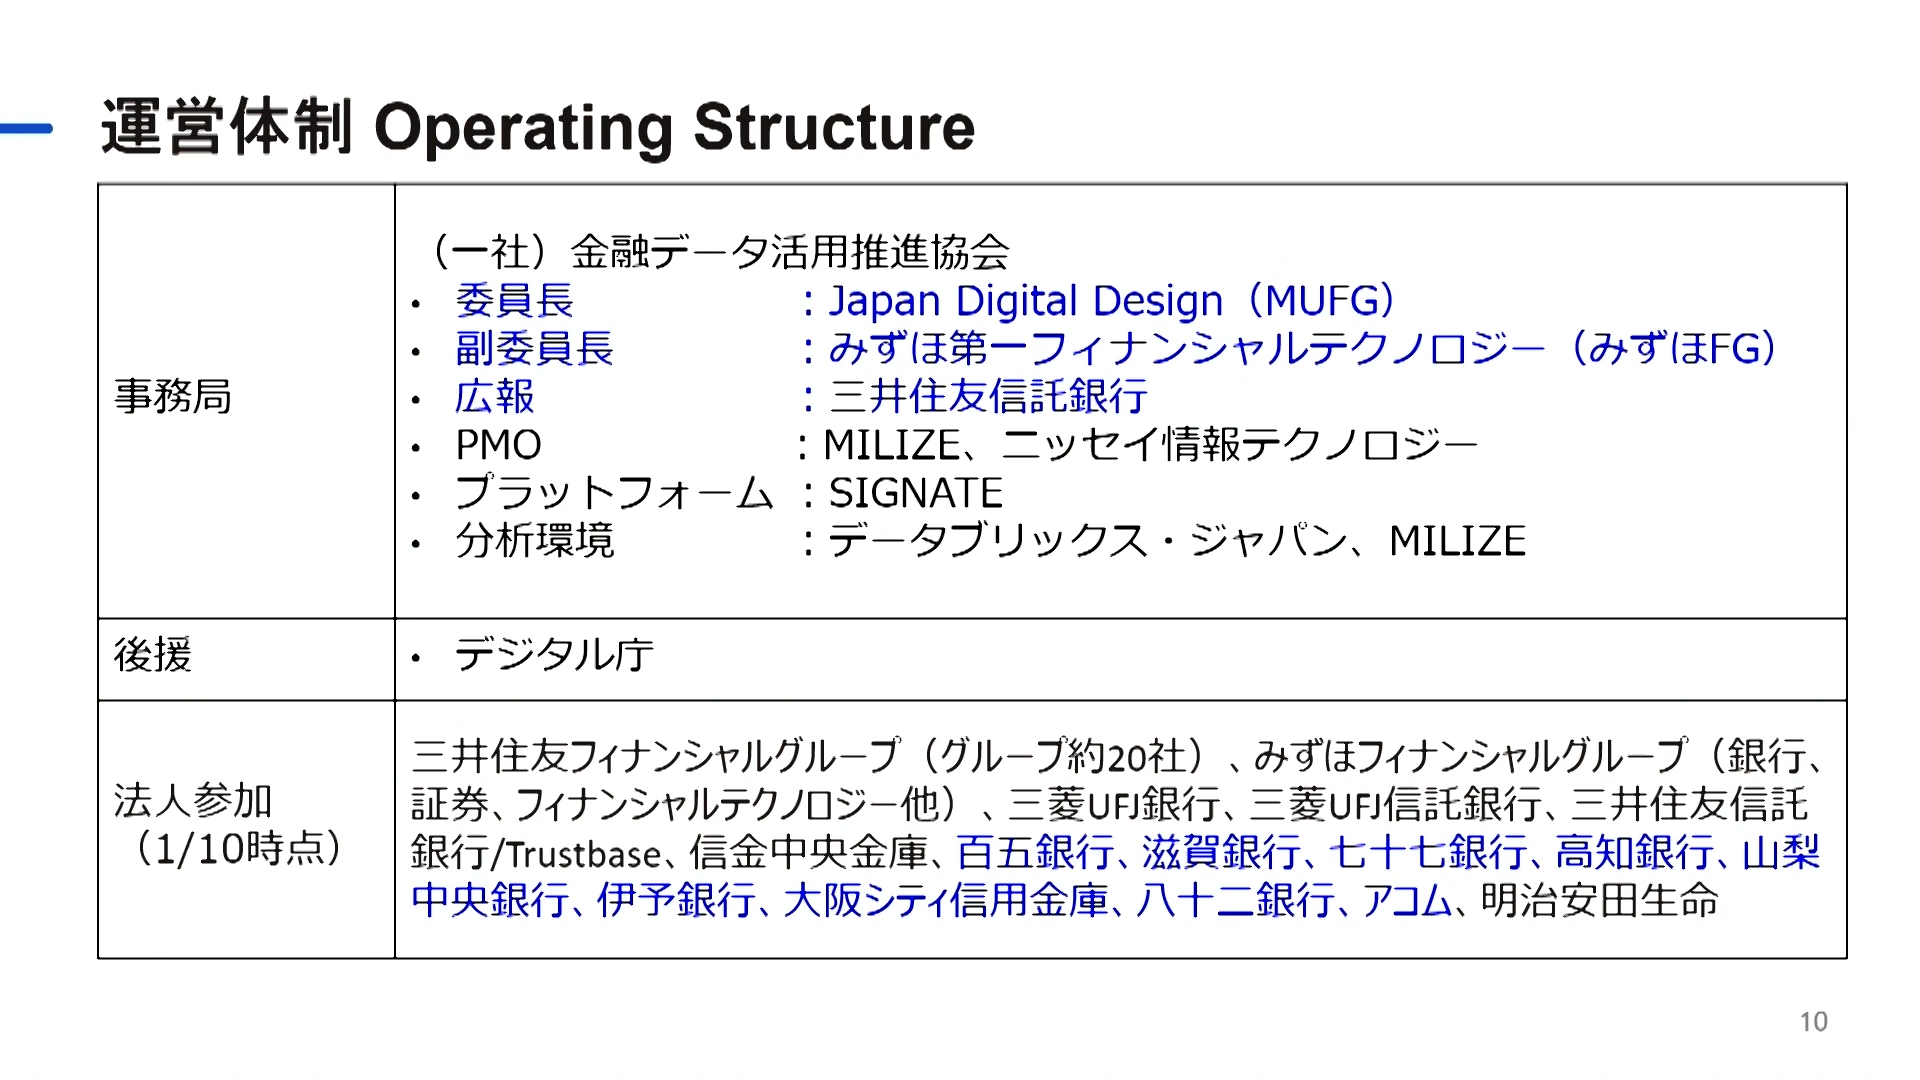 運営体制 Operating Structure
事務局
（一社）金融データ活用推進協会
• 委員長 : Japan Digital Design（MUFG）
• 副委員長 : みずほ第一フィナンシャルテクノロジー（みずほFG）
• 広報 : 三井住友信託銀行
• PMO : MILIZE、ニッセイ情報テクノロジー
• プラットフォーム : SIGNATE
• 分析環境 : データブリックス・ジャパン、MILIZE
後援
• デジタル庁
法人参加
（1/10時点）
三井住友フィナンシャルグループ（グループ約20社）、みずほフィナンシャルグループ（銀行、
証券、フィナンシャルテクノロジー他）、三菱UFJ銀行、三菱UFJ信託銀行、三井住友信託
銀行/Trustbase、信金中央金庫、百五銀行、滋賀銀行、七十七銀行、高知銀行、山梨
中央銀行、伊予銀行、大阪シティ信用金庫、八十二銀行、アコム、明治安田生命
10